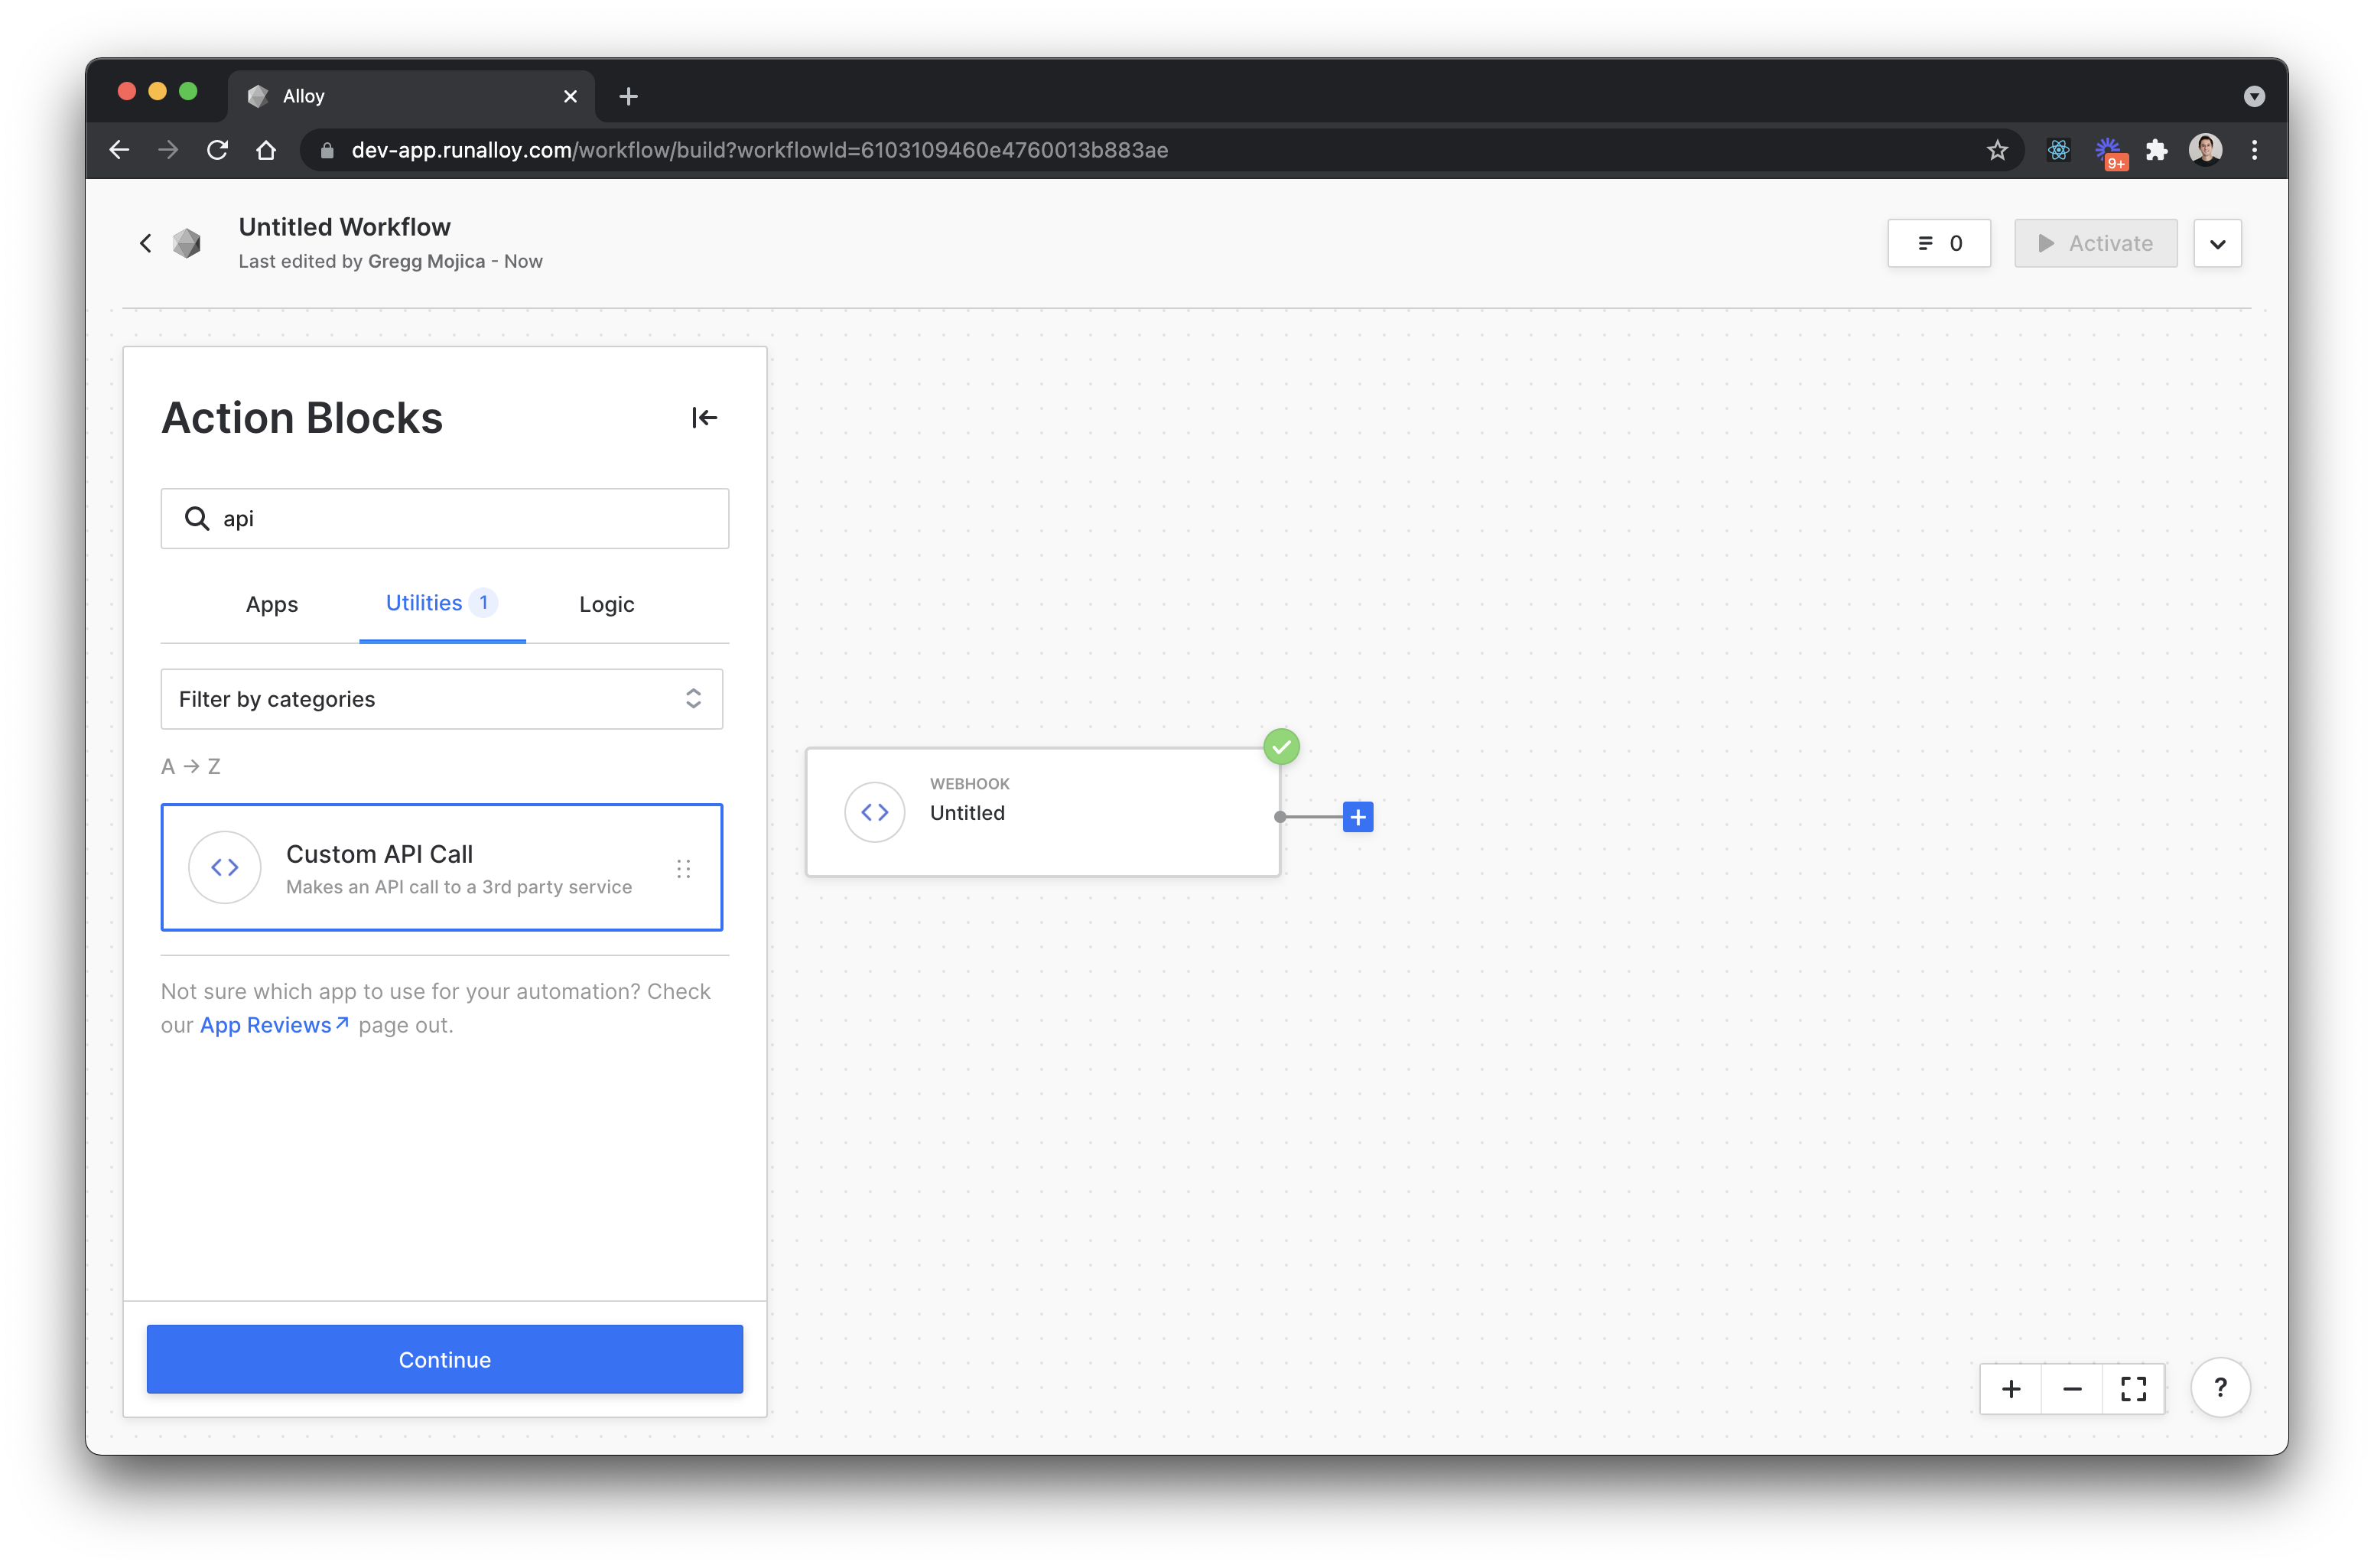 Alloy
dev-app.runalloy.com/workflow/build?workflowId=6103109460e4760013b883ae
9+
Untitled Workflow
Last edited by Gregg Mojica - Now
0
Activate
Action Blocks
api
Apps
Utilities 1
Logic
Filter by categories
A → Z
Custom API Call
Makes an API call to a 3rd party service
Not sure which app to use for your automation? Check
our App Reviews↗ page out.
Continue
WEBHOOK
Untitled
?